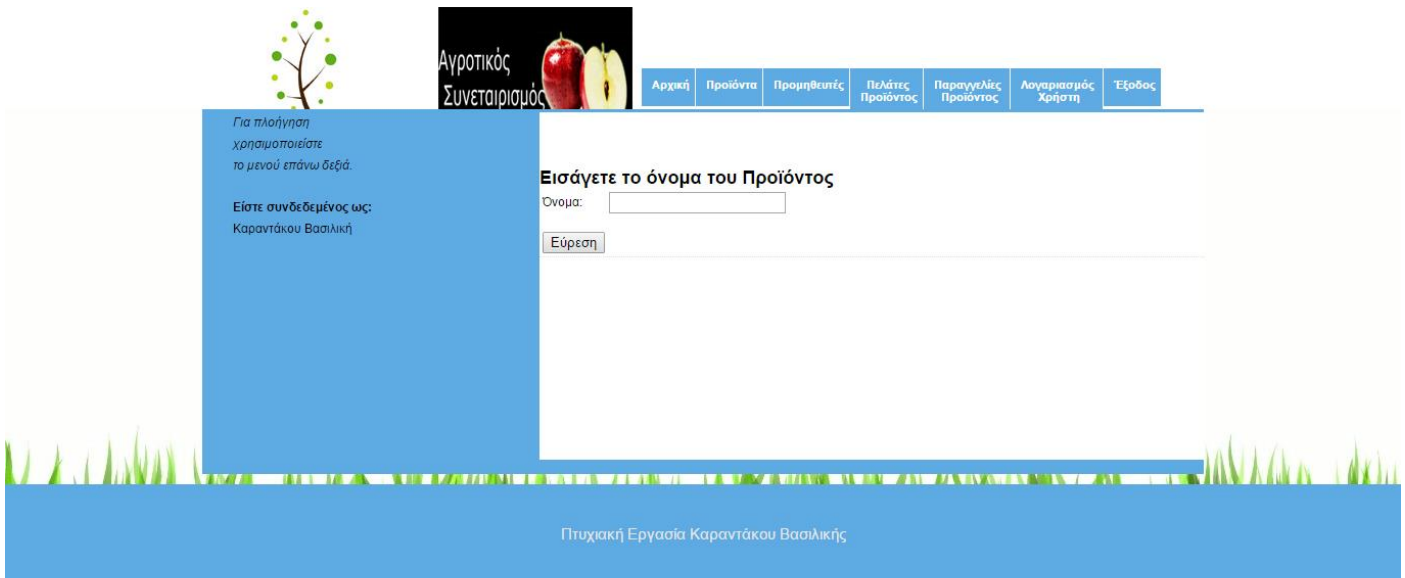 Αγροτικός
Συνεταιρισμός
Αρχική
Προϊόντα
Προμηθευτές
Πελάτες
Προϊόντος
Παραγγελίες
Προϊόντος
Λογαριασμός
Χρήστη
Έξοδος
Για πλοήγηση
χρησιμοποιείστε
το μενού επάνω δεξιά.
Είστε συνδεδεμένος ως:
Καραντάκου Βασιλική
Εισάγετε το όνομα του Προϊόντος
Όνομα:
Εύρεση
Πτυχιακή Εργασία Καραντάκου Βασιλικής